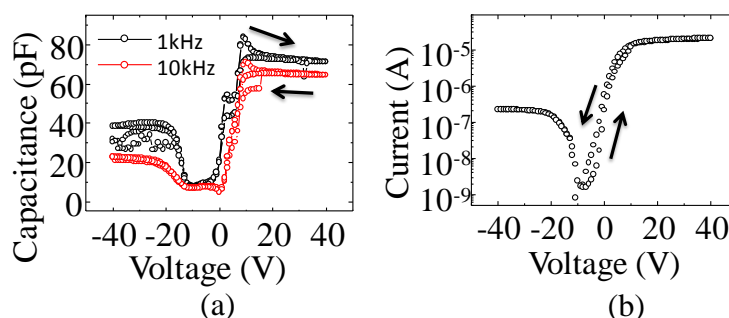 Capacitance (pF)
80
60
40
20
0
1kHz
10kHz
-40 -20 0 20 40
Voltage (V)
(a)
Current (A)
10-5
10-6
10-7
10-8
10-9
-40 -20 0 20 40
Voltage (V)
(b)